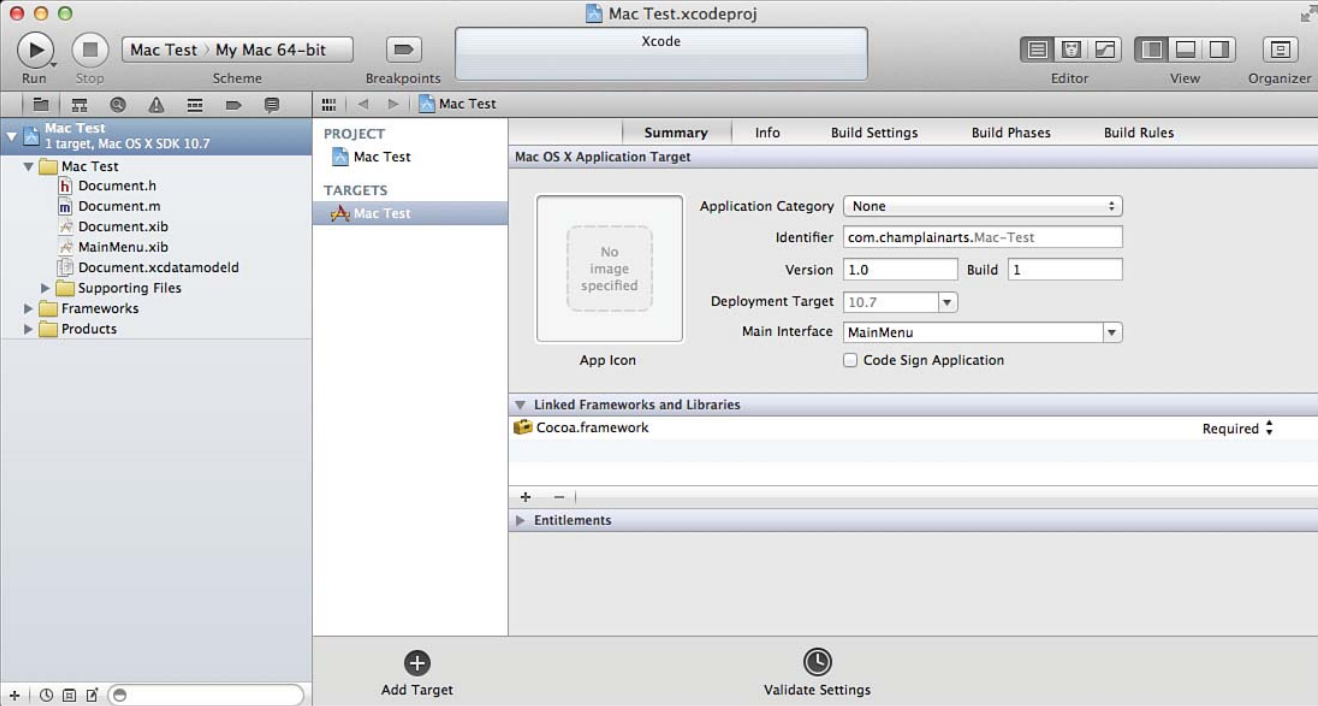 Mac Test.xcodeproj
Mac Test › My Mac 64-bit
Xcode
Run
Stop
Scheme
Breakpoints
Editor
View
Organizer
Mac Test
Mac Test
1 target, Mac OS X SDK 10.7
Mac Test
h Document.h
m Document.m
Document.xib
MainMenu.xib
Document.xcdatamodeld
Supporting Files
Frameworks
Products
PROJECT
Mac Test
TARGETS
Mac Test
Summary Info Build Settings Build Phases Build Rules
Mac OS X Application Target
No
image
specified
App Icon
Application Category None
Identifier com.champlainarts.Mac-Test
Version 1.0 Build 1
Deployment Target 10.7
Main Interface MainMenu
Code Sign Application
Linked Frameworks and Libraries
Cocoa.framework Required
+ −
Entitlements
Add Target
Validate Settings